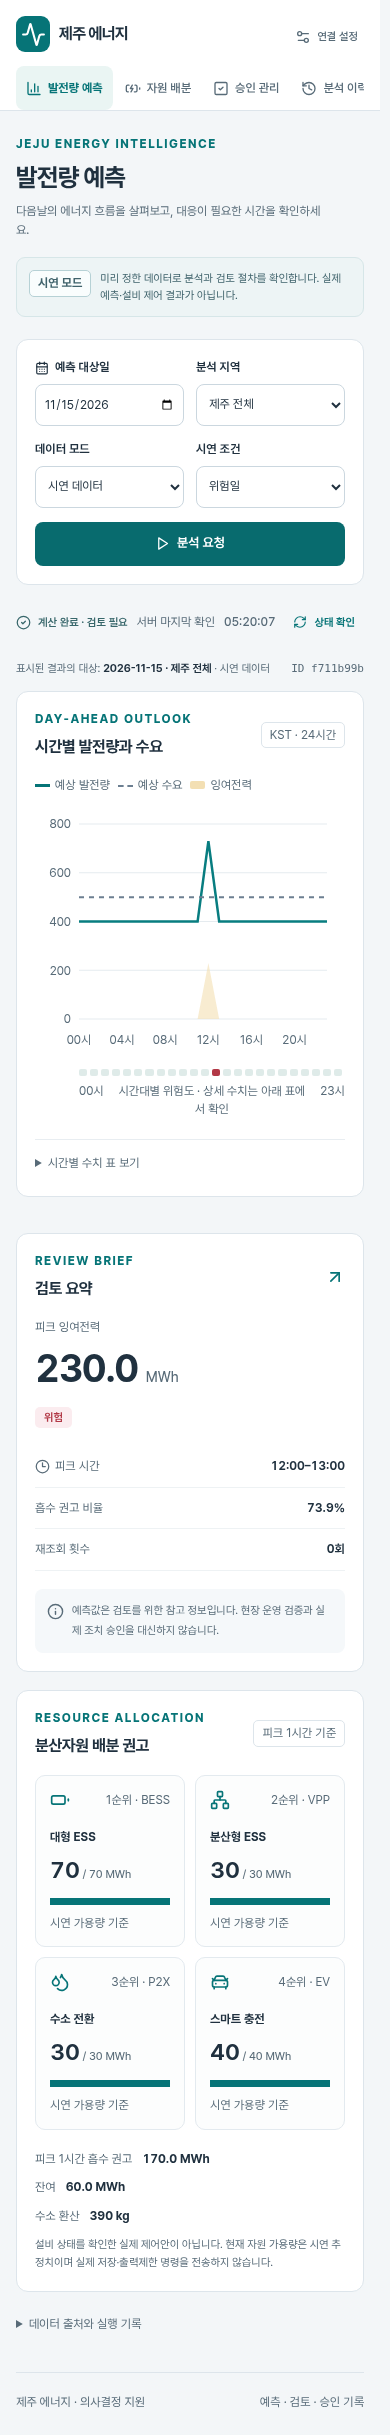 제주 에너지
연결 설정
발전량 예측
자원 배분
승인 관리
분석 이력
JEJU ENERGY INTELLIGENCE
발전량 예측
다음날의 에너지 흐름을 살펴보고, 대응이 필요한 시간을 확인하세
요.
시연 모드
미리 정한 데이터로 분석과 검토 절차를 확인합니다. 실제
예측·설비 제어 결과가 아닙니다.
예측 대상일
분석 지역
11/15/2026
제주 전체
데이터 모드
시연 조건
시연 데이터
위험일
분석 요청
계산 완료 · 검토 필요 서버 마지막 확인 05:20:07 상태 확인
표시된 결과의 대상: 2026-11-15 · 제주 전체 · 시연 데이터 ID f711b99b
DAY-AHEAD OUTLOOK
시간별 발전량과 수요
KST · 24시간
예상 발전량 예상 수요 잉여전력
800
600
400
200
0
00시 04시 08시 12시 16시 20시
00시 시간대별 위험도 · 상세 수치는 아래 표에 23시
서 확인
시간별 수치 표 보기
REVIEW BRIEF
검토 요약
피크 잉여전력
230.0 MWh
위험
피크 시간 12:00–13:00
흡수 권고 비율 73.9%
재조회 횟수 0회
예측값은 검토를 위한 참고 정보입니다. 현장 운영 검증과 실
제 조치 승인을 대신하지 않습니다.
RESOURCE ALLOCATION
분산자원 배분 권고
피크 1시간 기준
1순위 · BESS
대형 ESS
70 / 70 MWh
시연 가용량 기준
2순위 · VPP
분산형 ESS
30 / 30 MWh
시연 가용량 기준
3순위 · P2X
수소 전환
30 / 30 MWh
시연 가용량 기준
4순위 · EV
스마트 충전
40 / 40 MWh
시연 가용량 기준
피크 1시간 흡수 권고 170.0 MWh
잔여 60.0 MWh
수소 환산 390 kg
설비 상태를 확인한 실제 제어안이 아닙니다. 현재 자원 가용량은 시연 추
정치이며 실제 저장·출력제한 명령을 전송하지 않습니다.
데이터 출처와 실행 기록
제주 에너지 · 의사결정 지원
예측 · 검토 · 승인 기록